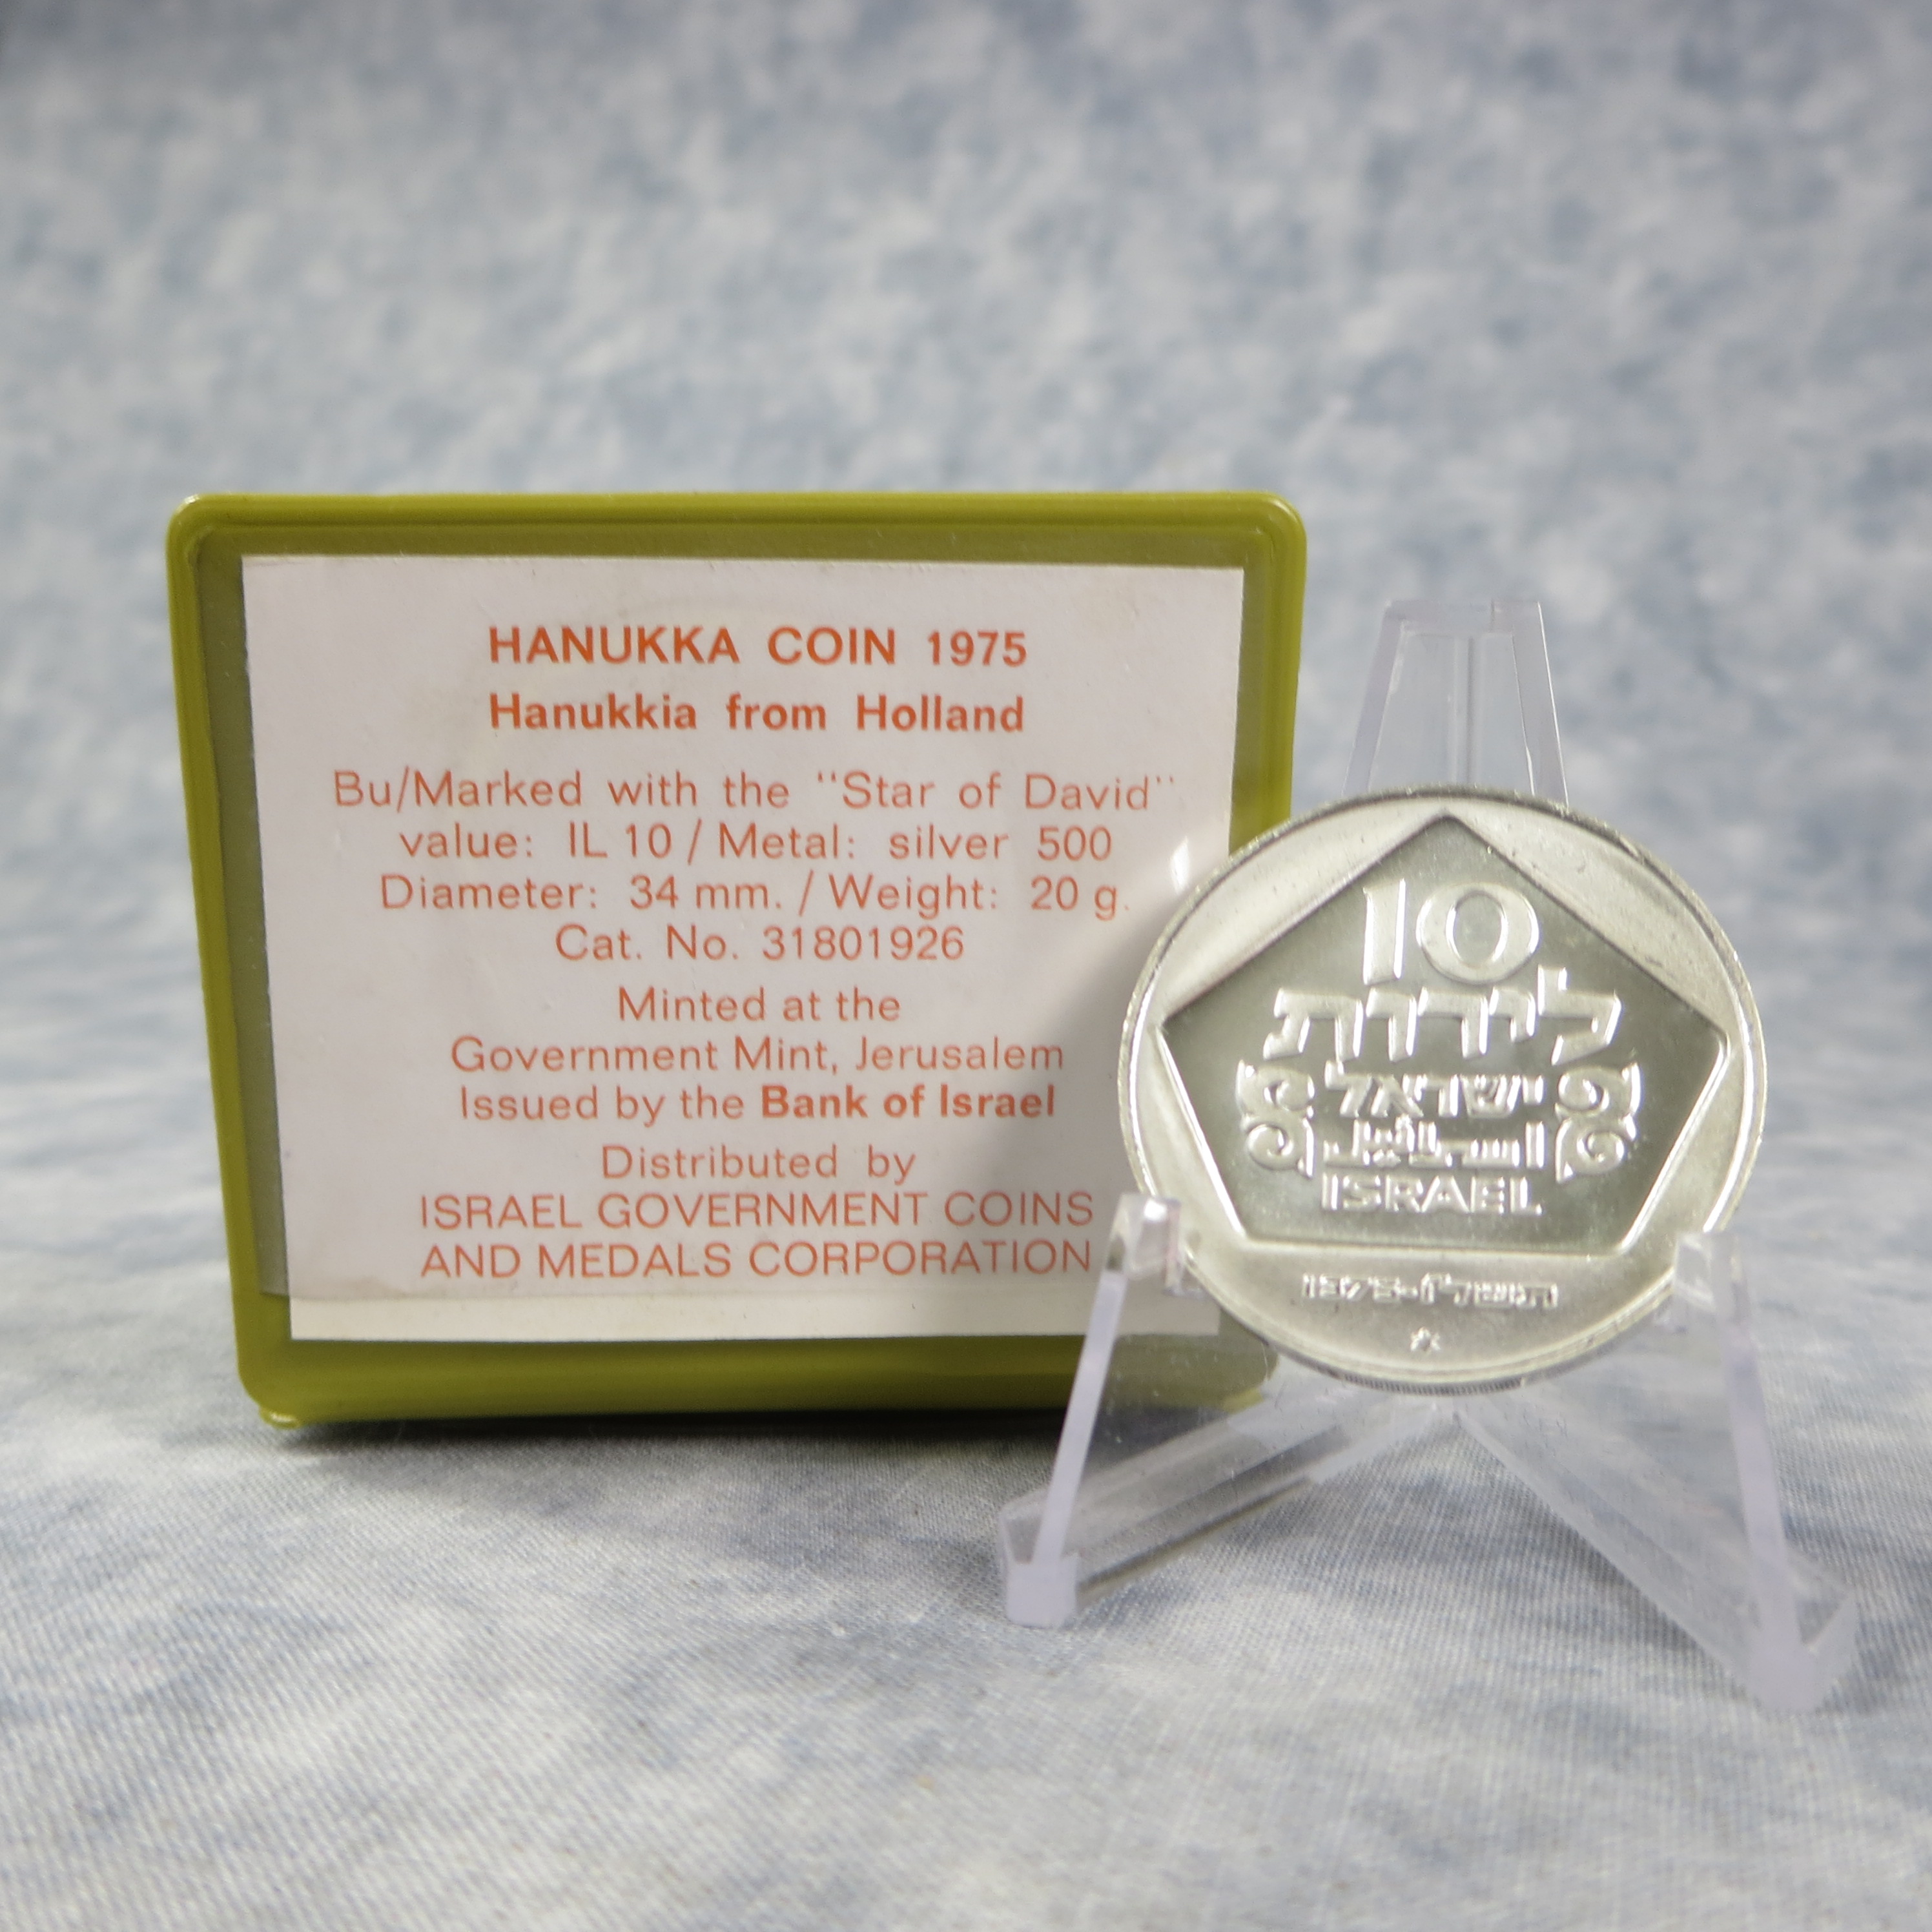 HANUKKA COIN 1975
Hanukkia from Holland
Bu/Marked with the "Star of David"
value: IL 10 / Metal: silver 500
Diameter: 34 mm. / Weight: 20 g.
Cat. No. 31801926
Minted at the
Government Mint, Jerusalem
Issued by the Bank of Israel
Distributed by
ISRAEL GOVERNMENT COINS
AND MEDALS CORPORATION
10
לירות
ישראל
اسرائيل
ISRAEL
1975-תשל"ו